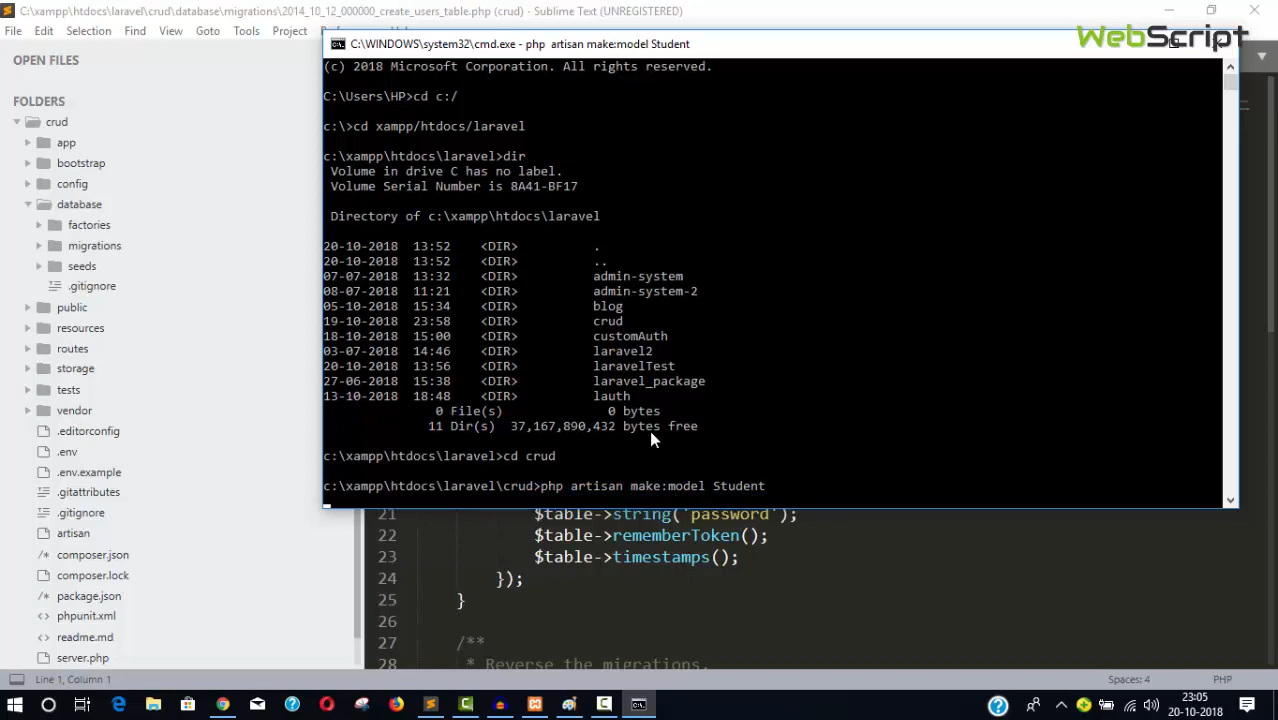 C:\xampp\htdocs\laravel\crud\database\migrations\2014_10_12_000000_create_users_table.php (crud) - Sublime Text (UNREGISTERED)
File Edit Selection Find View Goto Tools Project
WebScript
OPEN FILES
FOLDERS
crud
app
bootstrap
config
database
factories
migrations
seeds
.gitignore
public
resources
routes
storage
tests
vendor
.editorconfig
.env
.env.example
.gitattributes
.gitignore
artisan
composer.json
composer.lock
package.json
phpunit.xml
readme.md
server.php
C:\WINDOWS\system32\cmd.exe - php artisan make:model Student
(c) 2018 Microsoft Corporation. All rights reserved.
C:\Users\HP>cd c:/
c:\>cd xampp/htdocs/laravel
c:\xampp\htdocs\laravel>dir
Volume in drive C has no label.
Volume Serial Number is 8A41-BF17
Directory of c:\xampp\htdocs\laravel
20-10-2018 13:52 <DIR> .
20-10-2018 13:52 <DIR> ..
07-07-2018 13:32 <DIR> admin-system
08-07-2018 11:21 <DIR> admin-system-2
05-10-2018 15:34 <DIR> blog
19-10-2018 23:58 <DIR> crud
18-10-2018 15:00 <DIR> customAuth
03-07-2018 14:46 <DIR> laravel2
20-10-2018 13:56 <DIR> laravelTest
27-06-2018 15:38 <DIR> laravel_package
13-10-2018 18:48 <DIR> lauth
0 File(s) 0 bytes
11 Dir(s) 37,167,890,432 bytes free
c:\xampp\htdocs\laravel>cd crud
c:\xampp\htdocs\laravel\crud>php artisan make:model Student
21 $table->string('password');
22 $table->rememberToken();
23 $table->timestamps();
24 });
25 }
26
27 /**
28 * Reverse the migrations.
Line 1, Column 1 Spaces: 4 PHP
23:05
20-10-2018